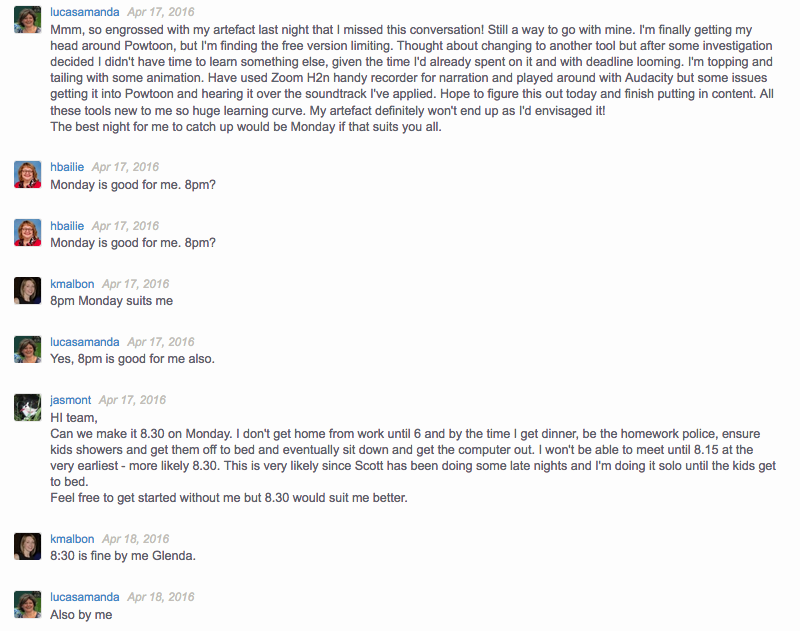 lucasamanda Apr 17, 2016
Mmm, so engrossed with my artefact last night that I missed this conversation! Still a way to go with mine. I'm finally getting my
head around Powtoon, but I'm finding the free version limiting. Thought about changing to another tool but after some investigation
decided I didn't have time to learn something else, given the time I'd already spent on it and with deadline looming. I'm topping and
tailing with some animation. Have used Zoom H2n handy recorder for narration and played around with Audacity but some issues
getting it into Powtoon and hearing it over the soundtrack I've applied. Hope to figure this out today and finish putting in content. All
these tools new to me so huge learning curve. My artefact definitely won't end up as I'd envisaged it!
The best night for me to catch up would be Monday if that suits you all.
hbailie Apr 17, 2016
Monday is good for me. 8pm?
hbailie Apr 17, 2016
Monday is good for me. 8pm?
kmalbon Apr 17, 2016
8pm Monday suits me
lucasamanda Apr 17, 2016
Yes, 8pm is good for me also.
jasmont Apr 17, 2016
HI team,
Can we make it 8.30 on Monday. I don't get home from work until 6 and by the time I get dinner, be the homework police, ensure
kids showers and get them off to bed and eventually sit down and get the computer out. I won't be able to meet until 8.15 at the
very earliest - more likely 8.30. This is very likely since Scott has been doing some late nights and I'm doing it solo until the kids get
to bed.
Feel free to get started without me but 8.30 would suit me better.
kmalbon Apr 18, 2016
8:30 is fine by me Glenda.
lucasamanda Apr 18, 2016
Also by me